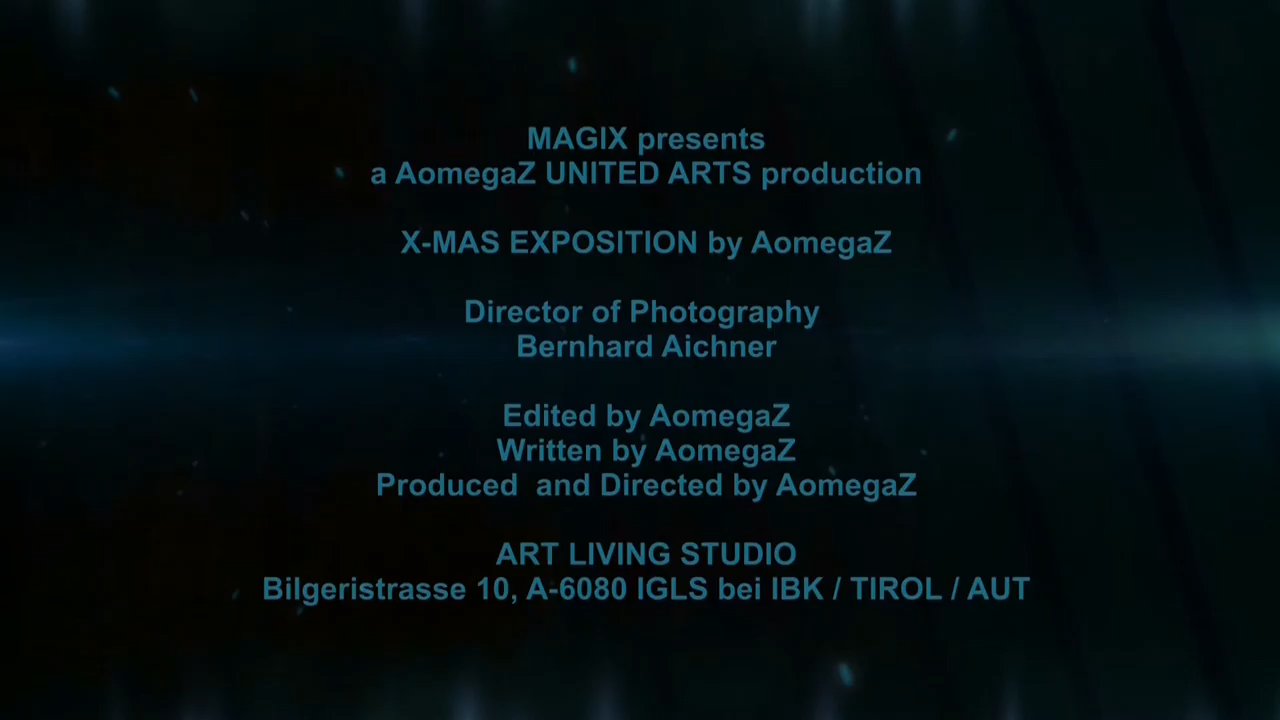 MAGIX presents
a AomegaZ UNITED ARTS production
X-MAS EXPOSITION by AomegaZ
Director of Photography
Bernhard Aichner
Edited by AomegaZ
Written by AomegaZ
Produced  and Directed by AomegaZ
ART LIVING STUDIO
Bilgeristrasse 10, A-6080 IGLS bei IBK / TIROL / AUT